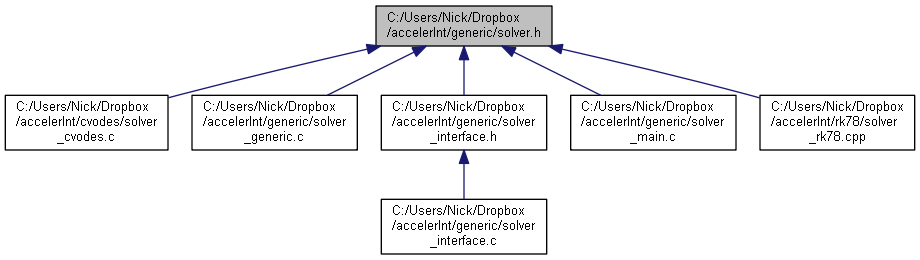 C:/Users/Nick/Dropbox
/accelerInt/generic/solver.h
C:/Users/Nick/Dropbox
/accelerInt/cvodes/solver
_cvodes.c
C:/Users/Nick/Dropbox
/accelerInt/generic/solver
_generic.c
C:/Users/Nick/Dropbox
/accelerInt/generic/solver
_interface.h
C:/Users/Nick/Dropbox
/accelerInt/generic/solver
_main.c
C:/Users/Nick/Dropbox
/accelerInt/rk78/solver
_rk78.cpp
C:/Users/Nick/Dropbox
/accelerInt/generic/solver
_interface.c